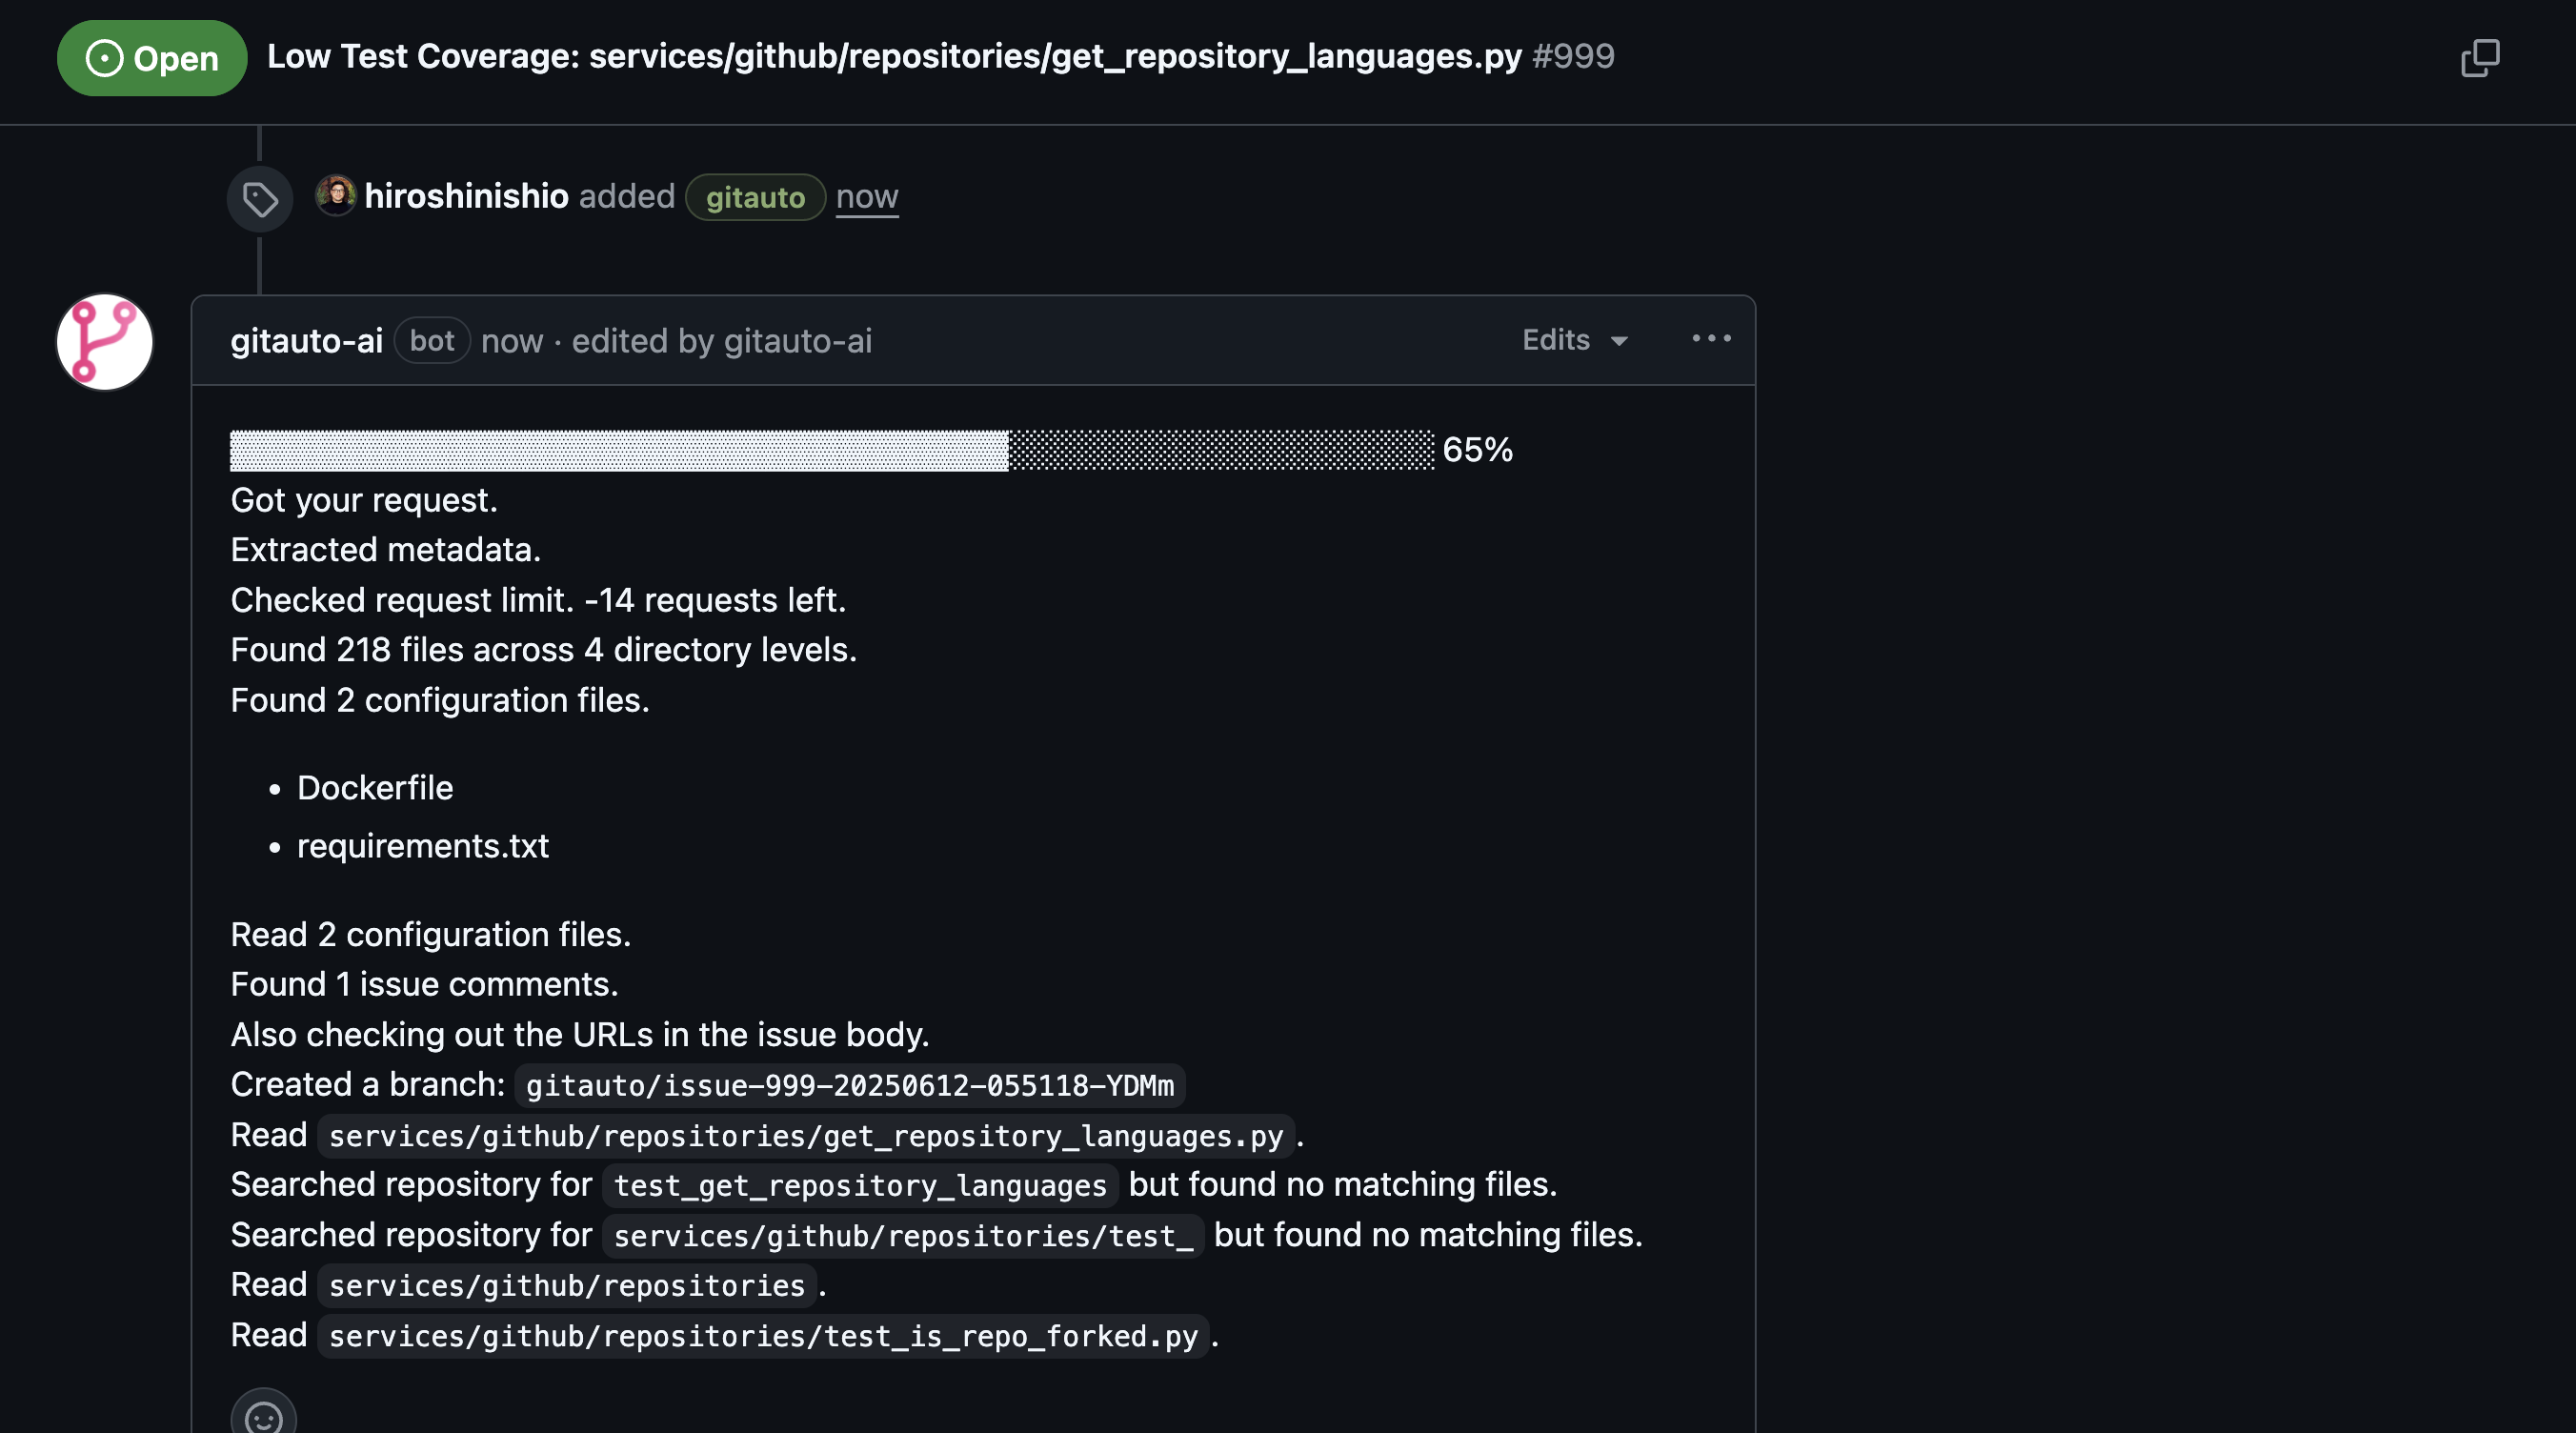 Open Low Test Coverage: services/github/repositories/get_repository_languages.py #999
hiroshinishio added gitauto now
gitauto-ai bot now · edited by gitauto-ai Edits
65%
Got your request.
Extracted metadata.
Checked request limit. -14 requests left.
Found 218 files across 4 directory levels.
Found 2 configuration files.
• Dockerfile
• requirements.txt
Read 2 configuration files.
Found 1 issue comments.
Also checking out the URLs in the issue body.
Created a branch: gitauto/issue-999-20250612-055118-YDMm
Read services/github/repositories/get_repository_languages.py.
Searched repository for test_get_repository_languages but found no matching files.
Searched repository for services/github/repositories/test_ but found no matching files.
Read services/github/repositories.
Read services/github/repositories/test_is_repo_forked.py.